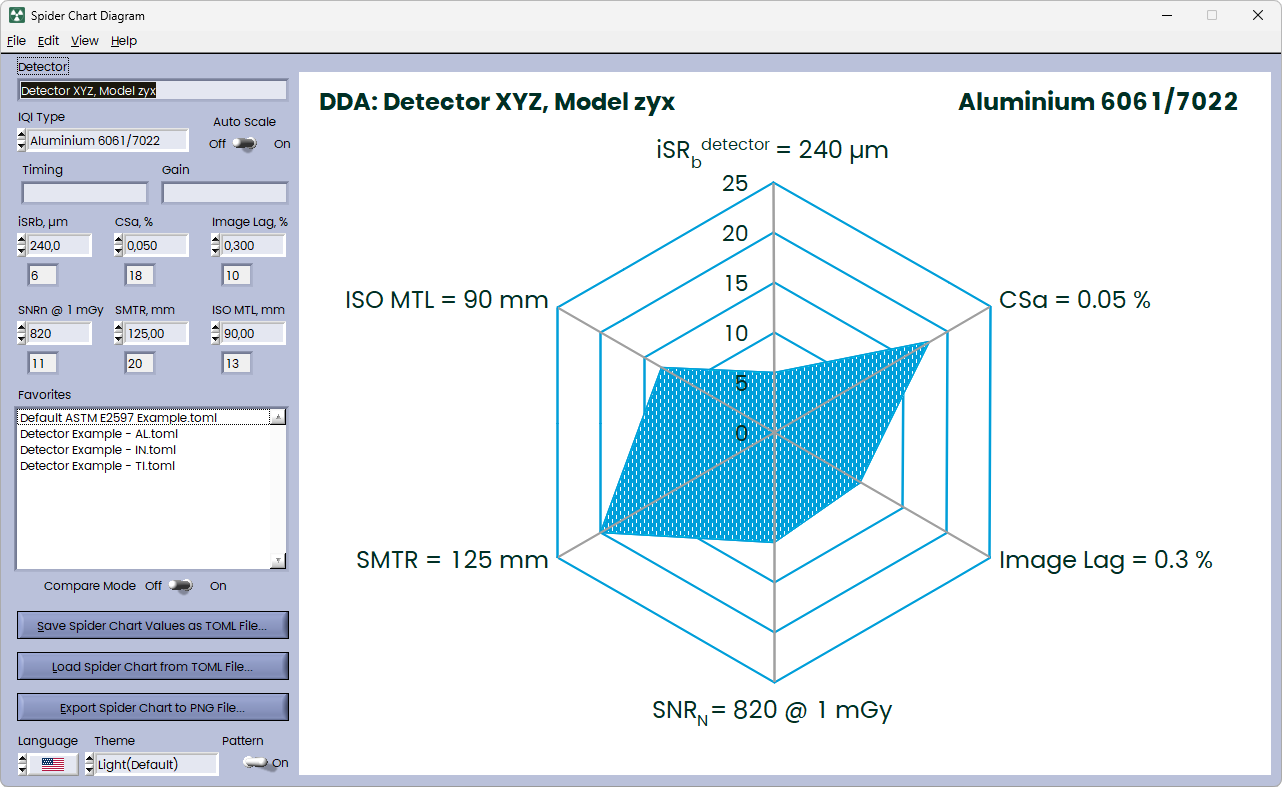 Spider Chart Diagram
File Edit View Help
Detector
Detector XYZ, Model zyx
IQI Type
Aluminium 6061/7022
Auto Scale
Off On
Timing Gain
iSRb, µm CSa, % Image Lag, %
240,0 0,050 0,300
6 18 10
SNRn @ 1 mGy SMTR, mm ISO MTL, mm
820 125,00 90,00
11 20 13
Favorites
Default ASTM E2597 Example.toml
Detector Example - AL.toml
Detector Example - IN.toml
Detector Example - TI.toml
Compare Mode Off On
Save Spider Chart Values as TOML File...
Load Spider Chart from TOML File...
Export Spider Chart to PNG File...
Language Theme Pattern
Light(Default) On
DDA: Detector XYZ, Model zyx Aluminium 6061/7022
iSRb detector = 240 µm
25
20
15
10
5
0
ISO MTL = 90 mm CSa = 0.05 %
SMTR = 125 mm Image Lag = 0.3 %
SNRN = 820 @ 1 mGy